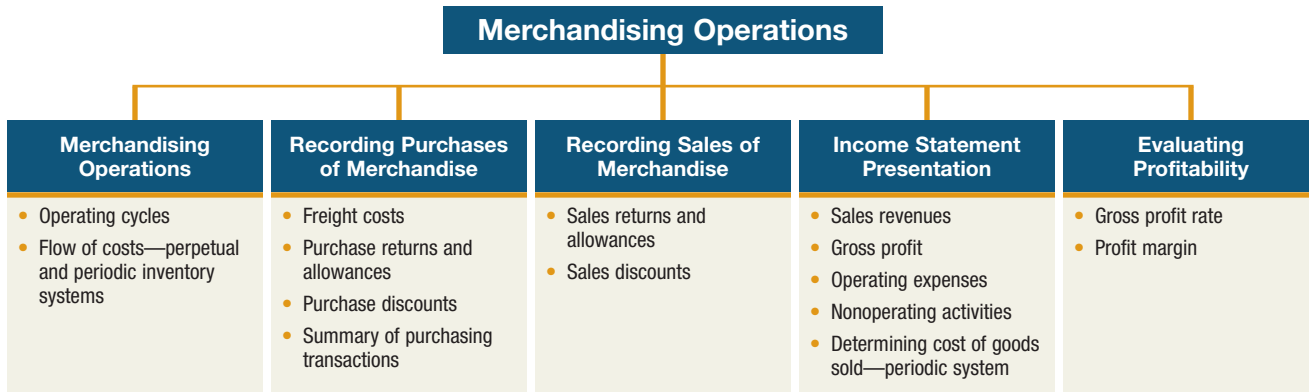 Merchandising Operations
Merchandising
Operations
• Operating cycles
• Flow of costs—perpetual
and periodic inventory
systems
Recording Purchases
of Merchandise
• Freight costs
• Purchase returns and
allowances
• Purchase discounts
• Summary of purchasing
transactions
Recording Sales of
Merchandise
• Sales returns and
allowances
• Sales discounts
Income Statement
Presentation
• Sales revenues
• Gross profit
• Operating expenses
• Nonoperating activities
• Determining cost of goods
sold—periodic system
Evaluating
Profitability
• Gross profit rate
• Profit margin